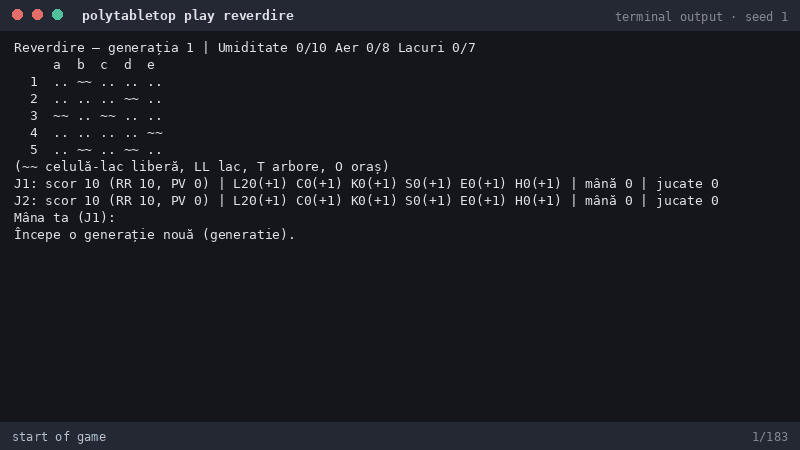 polytabletop play reverdire
terminal output · seed 1
Reverdire — generația 1 | Umiditate 0/10 Aer 0/8 Lacuri 0/7
a b c d e
1 .. ~~ .. .. ..
2 .. .. .. ~~ ..
3 ~~ .. ~~ .. ..
4 .. .. .. .. ~~
5 .. ~~ .. ~~ ..
(~~ celulă-lac liberă, LL lac, T arbore, O oraș)
J1: scor 10 (RR 10, PV 0) | L20(+1) C0(+1) K0(+1) S0(+1) E0(+1) H0(+1) | mână 0 | jucate 0
J2: scor 10 (RR 10, PV 0) | L20(+1) C0(+1) K0(+1) S0(+1) E0(+1) H0(+1) | mână 0 | jucate 0
Mâna ta (J1):
Începe o generație nouă (generatie).
start of game
1/183